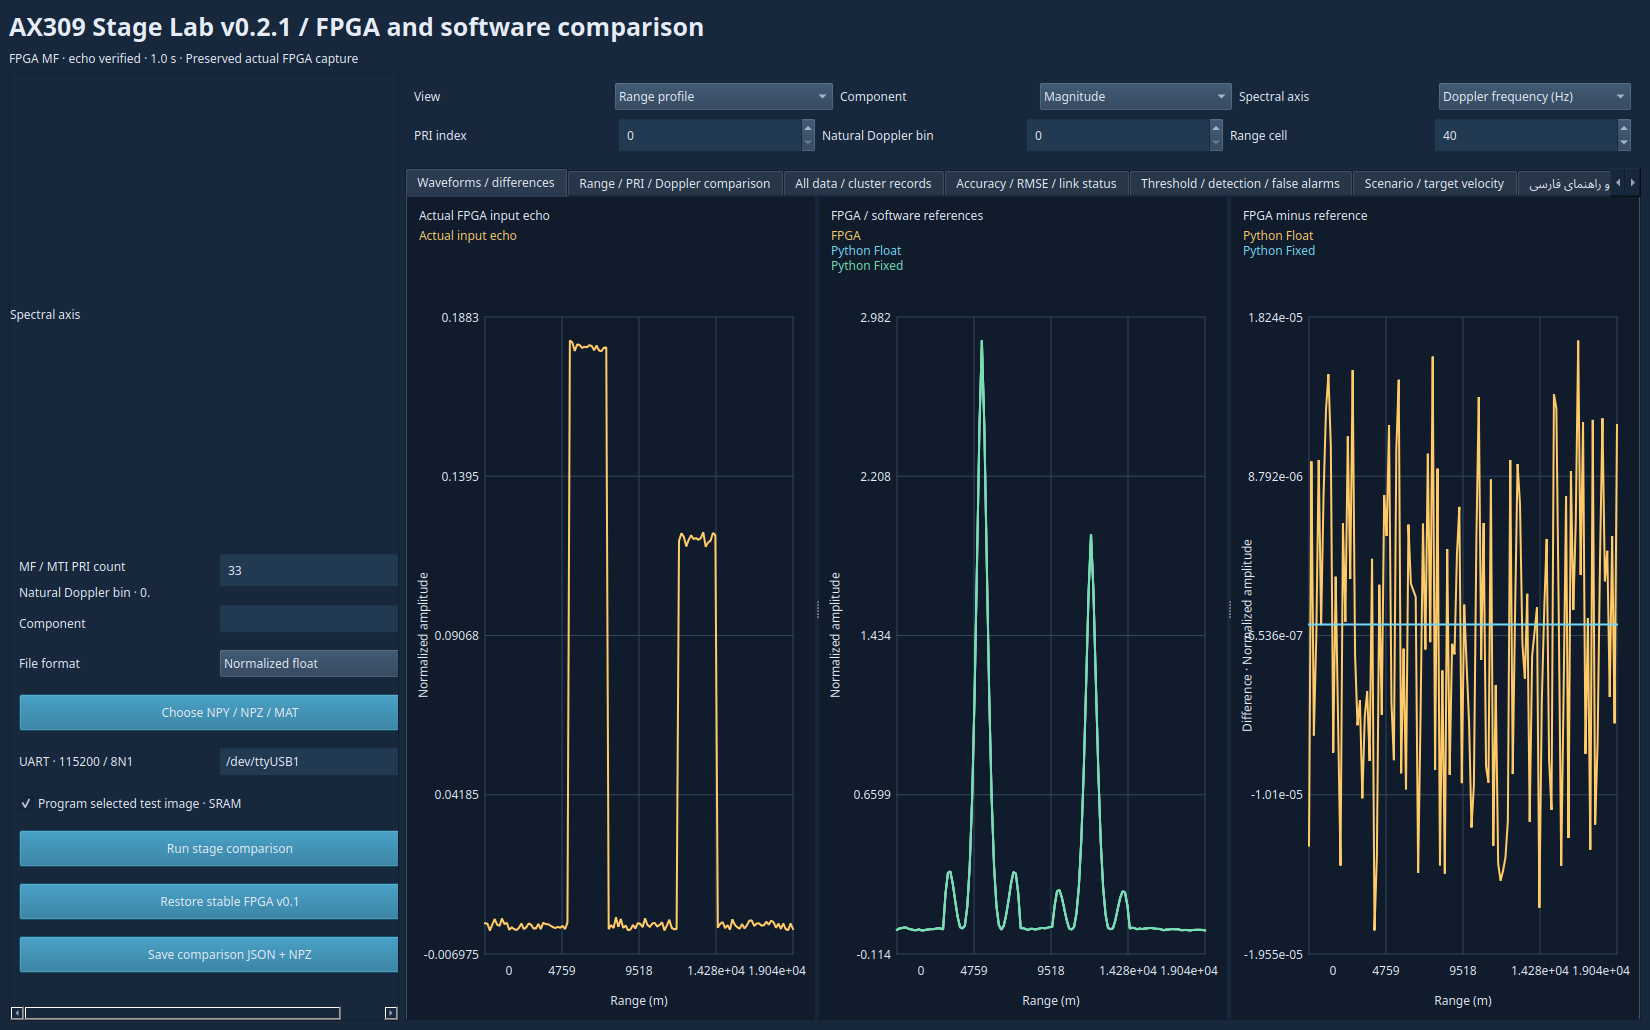 AX309 Stage Lab v0.2.1 / FPGA and software comparison
FPGA MF · echo verified · 1.0 s · Preserved actual FPGA capture
View
Range profile
Component
Magnitude
Spectral axis
Doppler frequency (Hz)
PRI index
0
Natural Doppler bin
0
Range cell
40
Waveforms / differences
Range / PRI / Doppler comparison
All data / cluster records
Accuracy / RMSE / link status
Threshold / detection / false alarms
Scenario / target velocity
و راهنمای فارسی
Spectral axis
MF / MTI PRI count
33
Natural Doppler bin · 0.
Component
File format
Normalized float
Choose NPY / NPZ / MAT
UART · 115200 / 8N1
/dev/ttyUSB1
✓ Program selected test image · SRAM
Run stage comparison
Restore stable FPGA v0.1
Save comparison JSON + NPZ
Actual FPGA input echo
Actual input echo
0.1883
0.1395
0.09068
0.04185
-0.006975
Normalized amplitude
0
4759
9518
1.428e+04
1.904e+04
Range (m)
FPGA / software references
FPGA
Python Float
Python Fixed
2.982
2.208
1.434
0.6599
-0.114
Normalized amplitude
0
4759
9518
1.428e+04
1.904e+04
Range (m)
FPGA minus reference
Python Float
Python Fixed
1.824e-05
8.792e-06
6.536e-07
-1.01e-05
-1.955e-05
Difference · Normalized amplitude
0
4759
9518
1.428e+04
1.904e+04
Range (m)